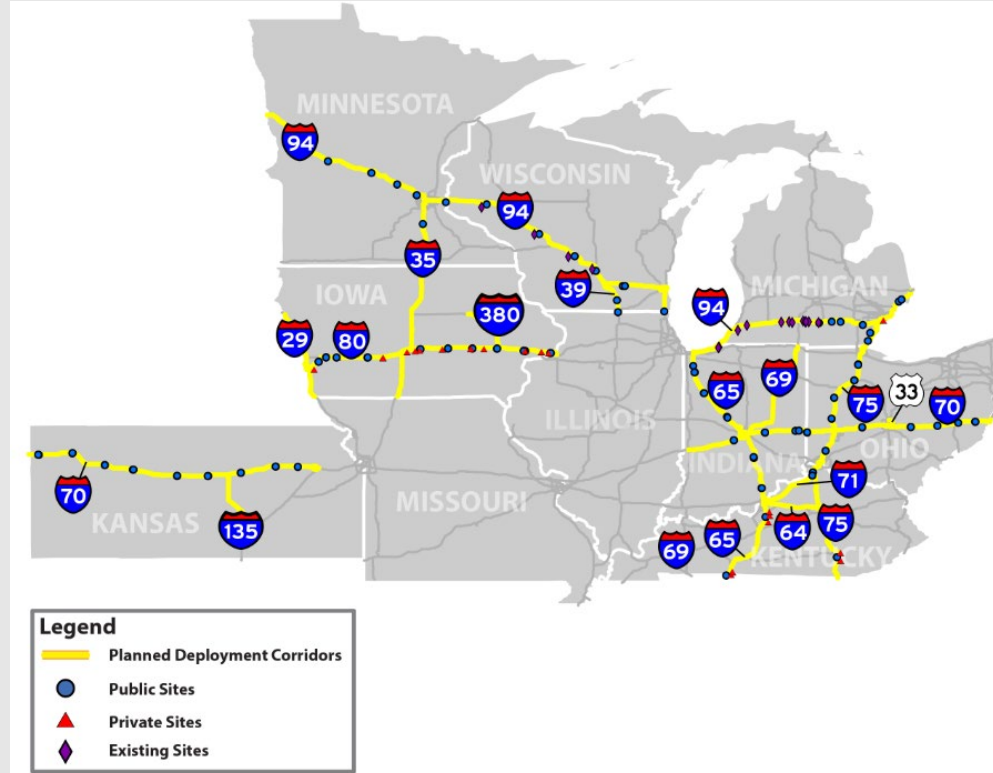 MINNESOTA
94
WISCONSIN
94
35
39
MICHIGAN
94
IOWA
380
29
80
65
69
75
33
70
ILLINOIS
INDIANA
OHIO
70
71
KANSAS
135
MISSOURI
69
65
64
75
KENTUCKY
Legend
Planned Deployment Corridors
Public Sites
Private Sites
Existing Sites